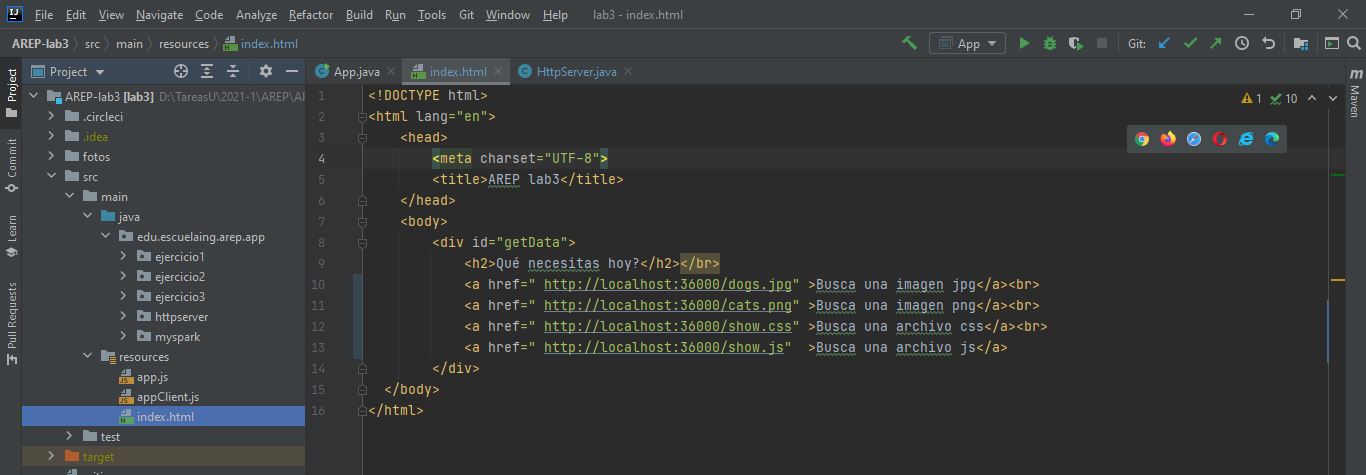 File Edit View Navigate Code Analyze Refactor Build Run Tools Git Window Help lab3 - index.html
AREP-lab3 src main resources index.html App Git:
Project
App.java index.html HttpServer.java
Project
Commit
Learn
Pull Requests
AREP-lab3 [lab3] D:\TareasU\2021-1\AREP\AR
.circleci
.idea
fotos
src
main
java
edu.escuelaing.arep.app
ejercicio1
ejercicio2
ejercicio3
httpserver
myspark
resources
app.js
appClient.js
index.html
test
target
1 <!DOCTYPE html>
2 <html lang="en">
3 <head>
4 <meta charset="UTF-8">
5 <title>AREP lab3</title>
6 </head>
7 <body>
8 <div id="getData">
9 <h2>Qué necesitas hoy?</h2></br>
10 <a href=" http://localhost:36000/dogs.jpg" >Busca una imagen jpg</a><br>
11 <a href=" http://localhost:36000/cats.png" >Busca una imagen png</a><br>
12 <a href=" http://localhost:36000/show.css" >Busca una archivo css</a><br>
13 <a href=" http://localhost:36000/show.js"  >Busca una archivo js</a>
14 </div>
15 </body>
16 </html>
1 10
Maven